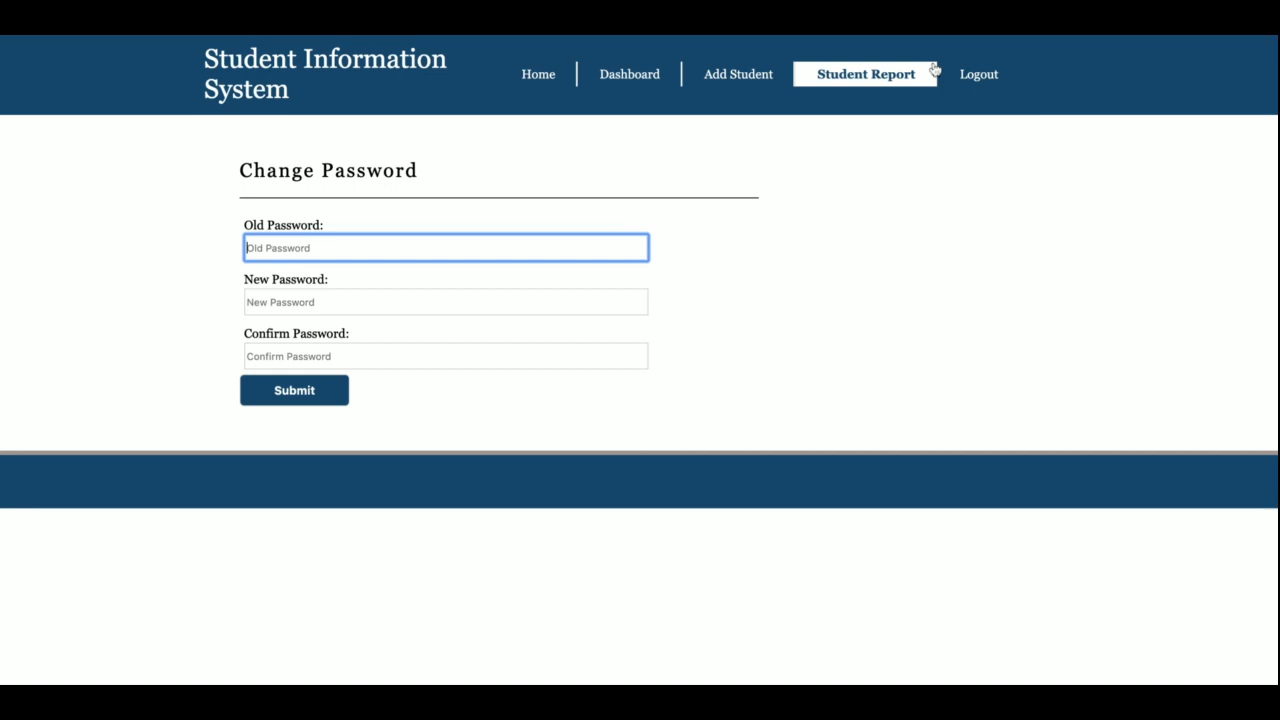 Student Information
System
Home
Dashboard
Add Student
Student Report
Logout
Change Password
Old Password:
Old Password
New Password:
New Password
Confirm Password:
Confirm Password
Submit